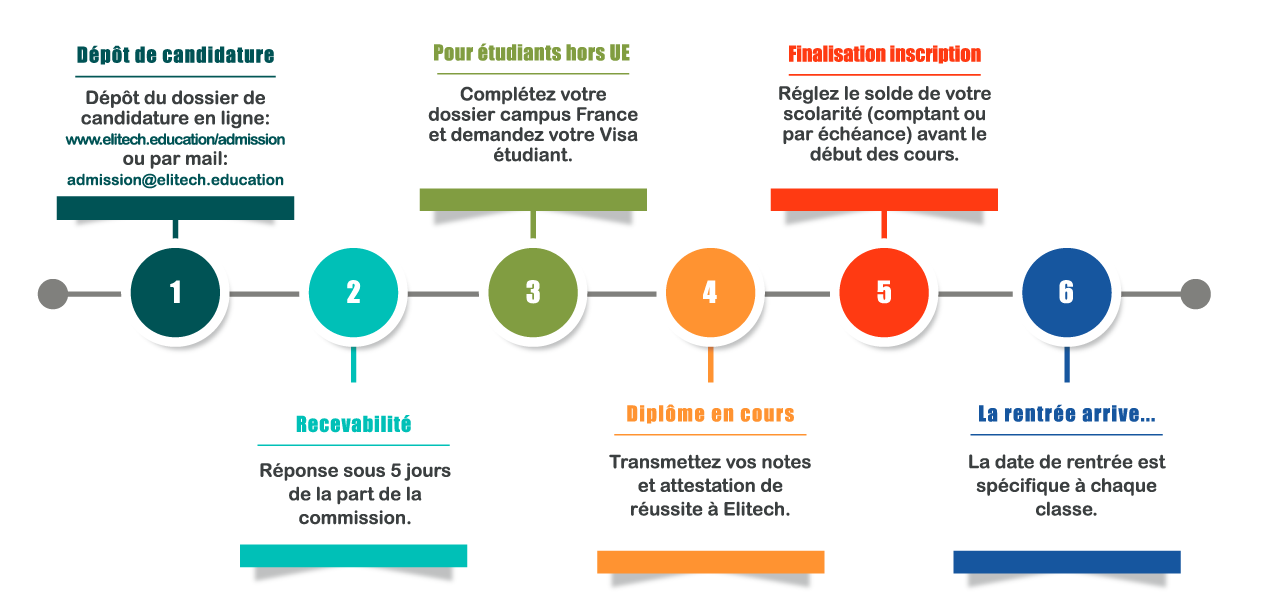 Dépôt de candidature
Dépôt du dossier de
candidature en ligne:
www.elitech.education/admission
ou par mail:
admission@elitech.education
1
Recevabilité
Réponse sous 5 jours
de la part de la
commission.
2
Pour étudiants hors UE
Complétez votre
dossier campus France
et demandez votre Visa
étudiant.
3
Diplôme en cours
Transmettez vos notes
et attestation de
réussite à Elitech.
4
Finalisation inscription
Réglez le solde de votre
scolarité (comptant ou
par échéance) avant le
début des cours.
5
La rentrée arrive...
La date de rentrée est
spécifique à chaque
classe.
6